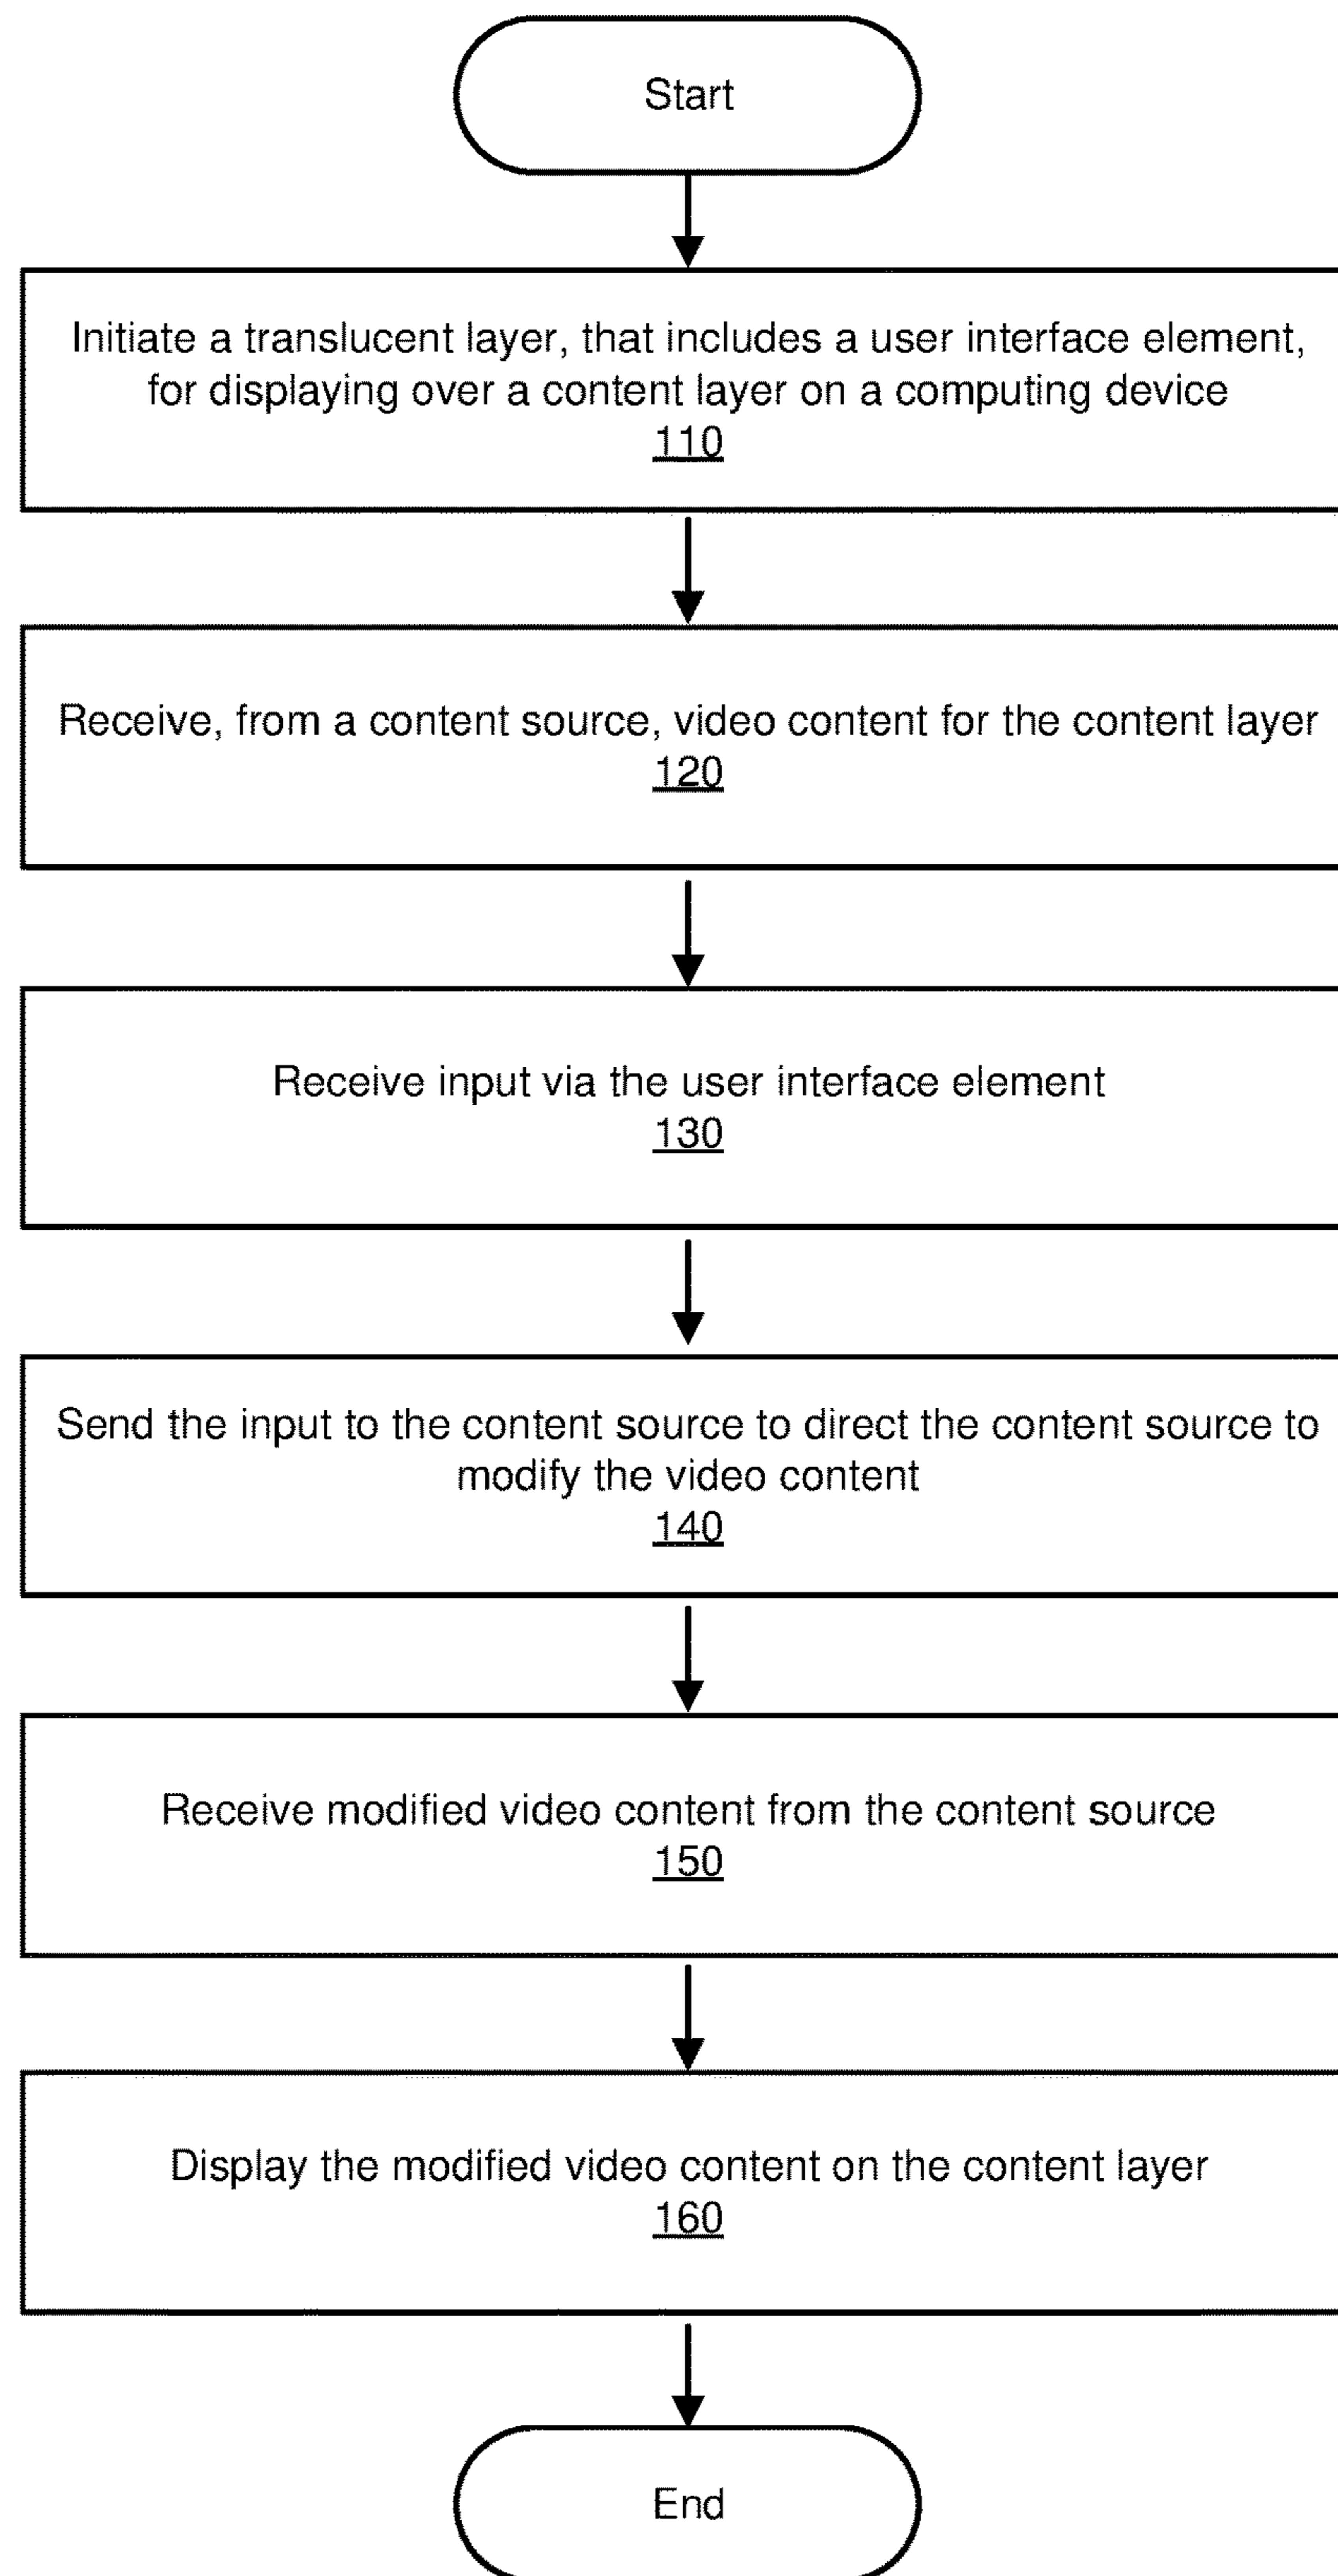 Start
Initiate a translucent layer, that includes a user interface element,
for displaying over a content layer on a computing device
110
Receive, from a content source, video content for the content layer
120
Receive input via the user interface element
130
Send the input to the content source to direct the content source to
modify the video content
140
Receive modified video content from the content source
150
Display the modified video content on the content layer
160
End